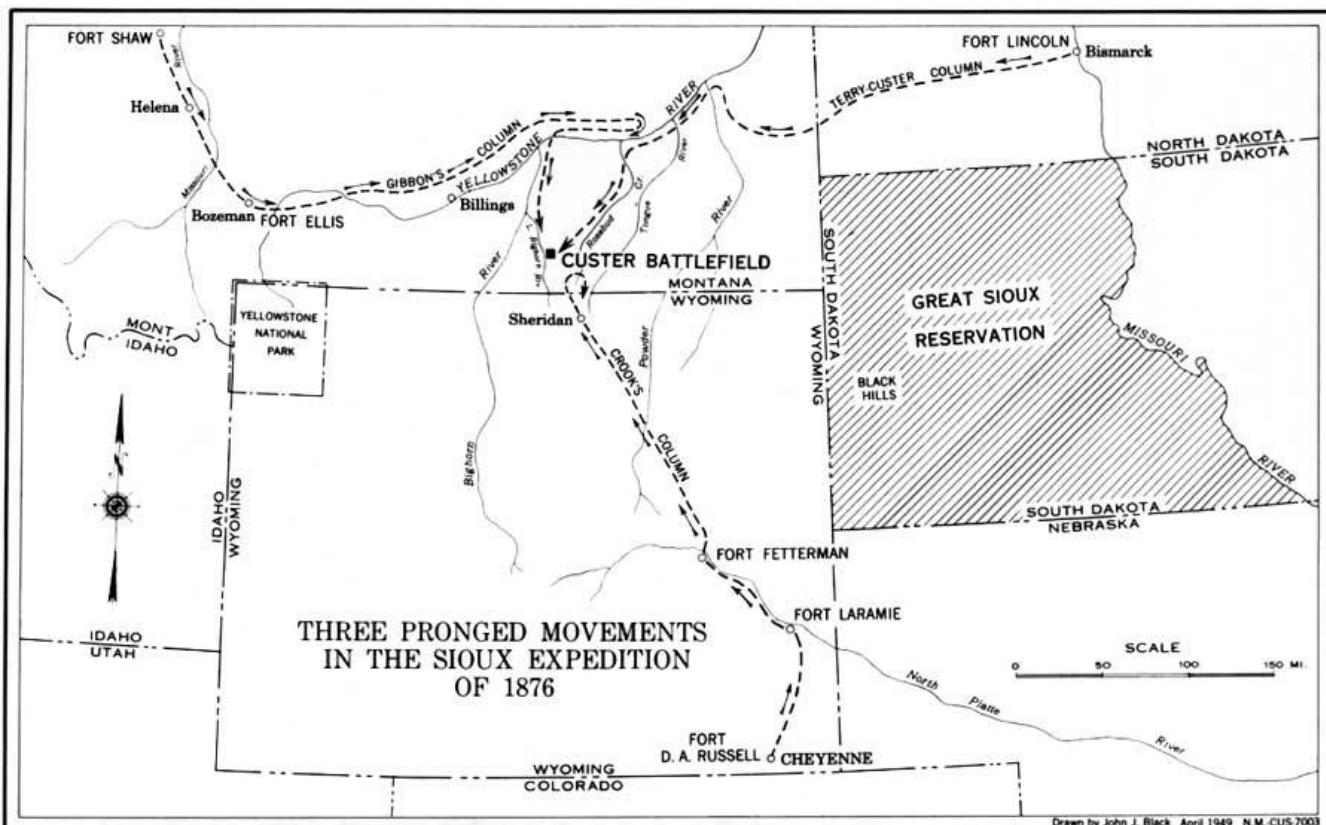 FORT SHAW
River
Helena
Missouri
Bozeman
FORT ELLIS
GIBBON'S COLUMN
YELLOWSTONE RIVER
Billings
FORT LINCOLN
Bismarck
TERRY-CUSTER COLUMN
NORTH DAKOTA
SOUTH DAKOTA
River
L. Bighorn Riv.
Rosebud Cr.
Tongue
River
River
CUSTER BATTLEFIELD
MONTANA
WYOMING
Sheridan
YELLOWSTONE
NATIONAL
PARK
MONT
IDAHO
SOUTH DAKOTA
WYOMING
GREAT SIOUX
RESERVATION
BLACK
HILLS
MISSOURI
RIVER
Powder
CROOK'S
COLUMN
Bighorn
N
IDAHO
WYOMING
SOUTH DAKOTA
NEBRASKA
FORT FETTERMAN
FORT LARAMIE
IDAHO
UTAH
THREE PRONGED MOVEMENTS
IN THE SIOUX EXPEDITION
OF 1876
SCALE
0 50 100 150 MI.
North Platte River
FORT
D. A. RUSSELL
CHEYENNE
WYOMING
COLORADO
Drawn by John J. Black April 1949 N.M.-CUS-7003